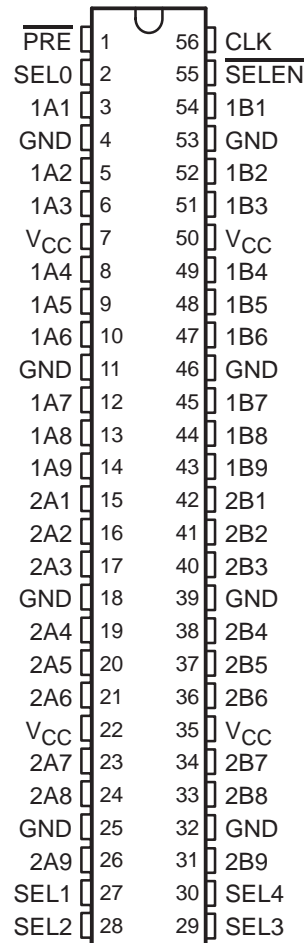 P̅R̅E̅ 1 56 CLK
SEL0 2 55 S̅E̅L̅E̅N̅
1A1 3 54 1B1
GND 4 53 GND
1A2 5 52 1B2
1A3 6 51 1B3
VCC 7 50 VCC
1A4 8 49 1B4
1A5 9 48 1B5
1A6 10 47 1B6
GND 11 46 GND
1A7 12 45 1B7
1A8 13 44 1B8
1A9 14 43 1B9
2A1 15 42 2B1
2A2 16 41 2B2
2A3 17 40 2B3
GND 18 39 GND
2A4 19 38 2B4
2A5 20 37 2B5
2A6 21 36 2B6
VCC 22 35 VCC
2A7 23 34 2B7
2A8 24 33 2B8
GND 25 32 GND
2A9 26 31 2B9
SEL1 27 30 SEL4
SEL2 28 29 SEL3